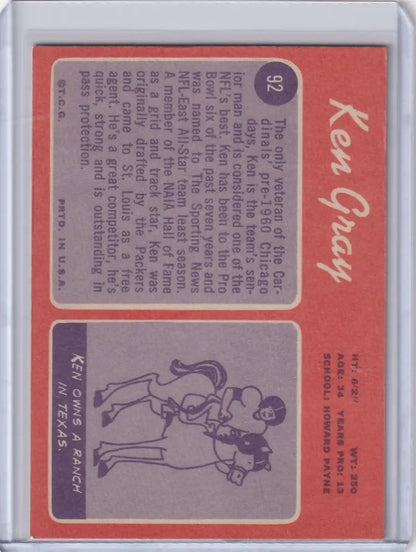 Ken Gray
HT: 6'2" WT: 250
AGE: 34 YEARS PRO: 13
SCHOOL: HOWARD PAYNE
92
The only veteran of the Car-
dinals' pre-1960 Chicago
days, Ken is the team's sen-
ior man and is considered one of the
NFL's best. Ken has been to the Pro
Bowl six of the past seven years and
was named to The Sporting News
NFL-East All-Star team last season.
A member of the NAIA Hall of Fame
as a grid and track star, Ken was
originally drafted by the Packers
and came to St. Louis as a free
agent. He's a great competitor, he's
quick, strong and is outstanding in
pass protection.
©T.C.G. PRTD. IN U.S.A.
KEN OWNS A RANCH
IN TEXAS.